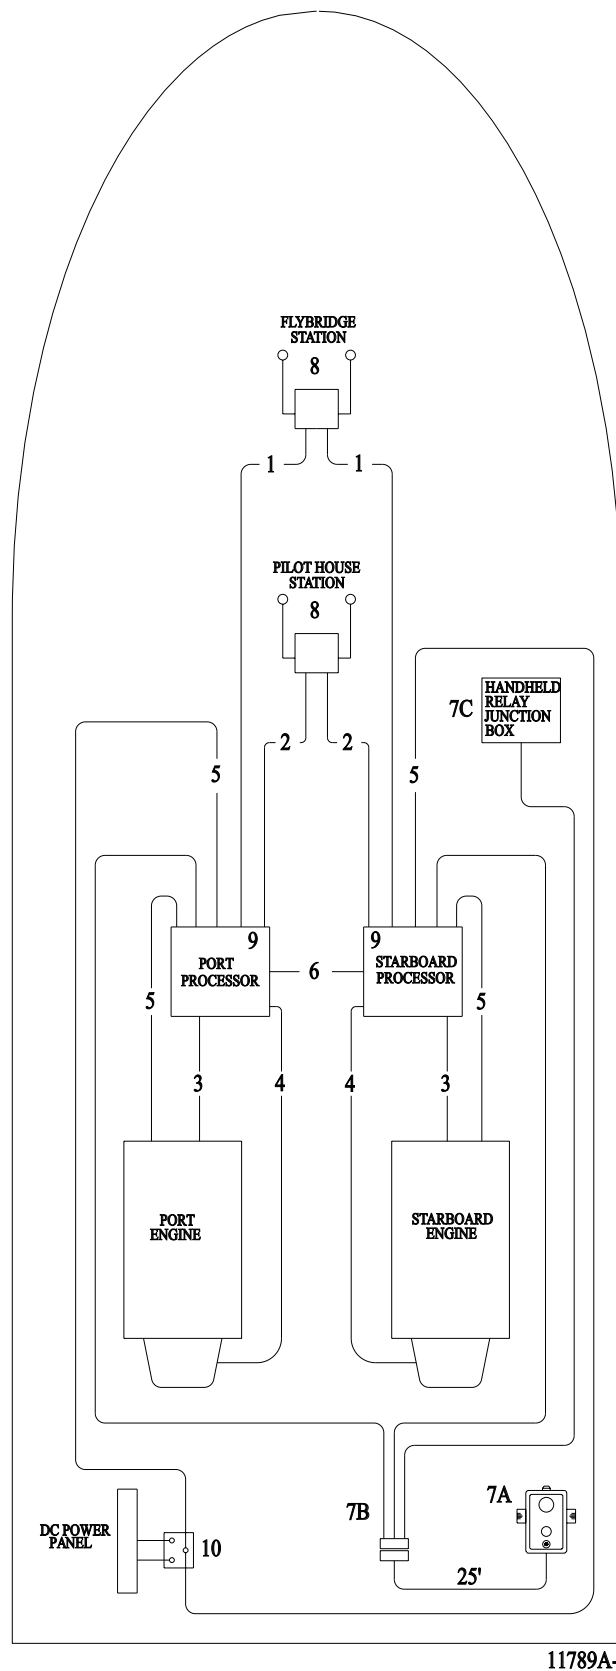 FLYBRIDGE
STATION
8
1
1
PILOT HOUSE
STATION
8
7C
HANDHELD
RELAY
JUNCTION
BOX
2
2
5
5
9
9
PORT
PROCESSOR
6
STARBOARD
PROCESSOR
5
5
3
4
4
3
PORT
ENGINE
STARBOARD
ENGINE
7A
7B
DC POWER
PANEL
10
25'
11789A-